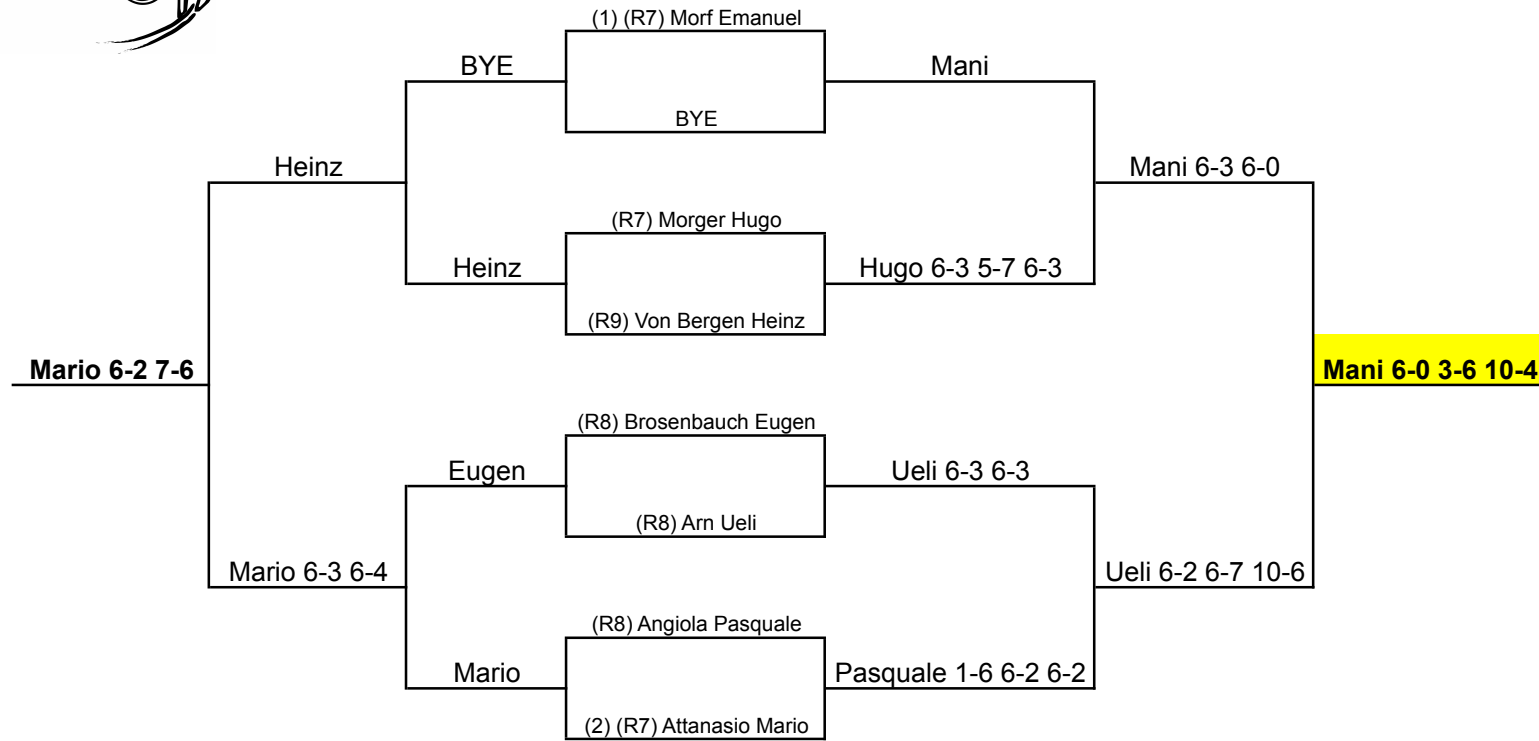 (1) (R7) Morf Emanuel
BYE
Mani
BYE
Heinz
Mani 6-3 6-0
(R7) Morger Hugo
Heinz
Hugo 6-3 5-7 6-3
(R9) Von Bergen Heinz
Mario 6-2 7-6
Mani 6-0 3-6 10-4
(R8) Brosenbauch Eugen
Eugen
Ueli 6-3 6-3
(R8) Arn Ueli
Mario 6-3 6-4
Ueli 6-2 6-7 10-6
(R8) Angiola Pasquale
Mario
Pasquale 1-6 6-2 6-2
(2) (R7) Attanasio Mario